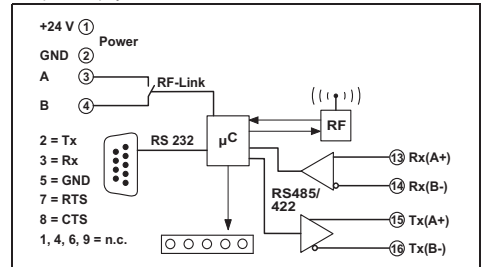 +24 V 1
Power
GND 2
A 3
RF-Link
B 4
RF
µC
2 = Tx
RS 232
3 = Rx
5 = GND
7 = RTS
8 = CTS
1, 4, 6, 9 = n.c.
13 Rx(A+)
14 Rx(B-)
RS485/
422
15 Tx(A+)
16 Tx(B-)